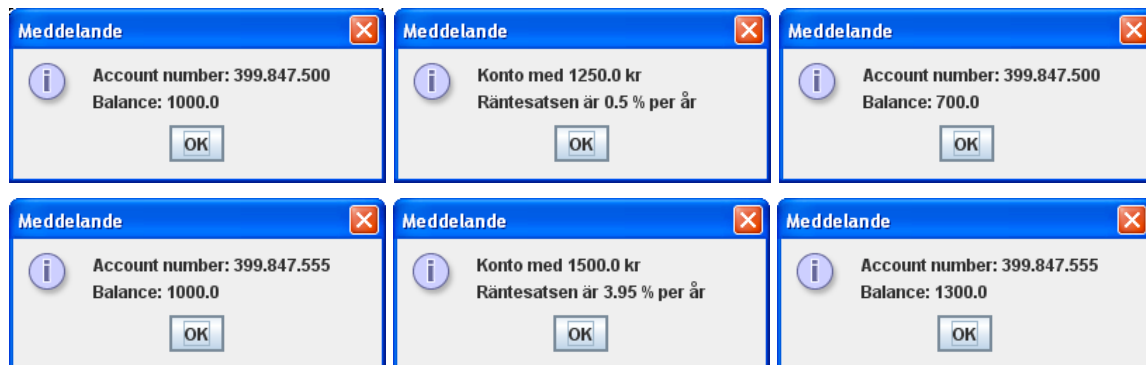 Meddelande
Account number: 399.847.500
Balance: 1000.0
OK
Meddelande
Konto med 1250.0 kr
Räntesatsen är 0.5 % per år
OK
Meddelande
Account number: 399.847.500
Balance: 700.0
OK
Meddelande
Account number: 399.847.555
Balance: 1000.0
OK
Meddelande
Konto med 1500.0 kr
Räntesatsen är 3.95 % per år
OK
Meddelande
Account number: 399.847.555
Balance: 1300.0
OK